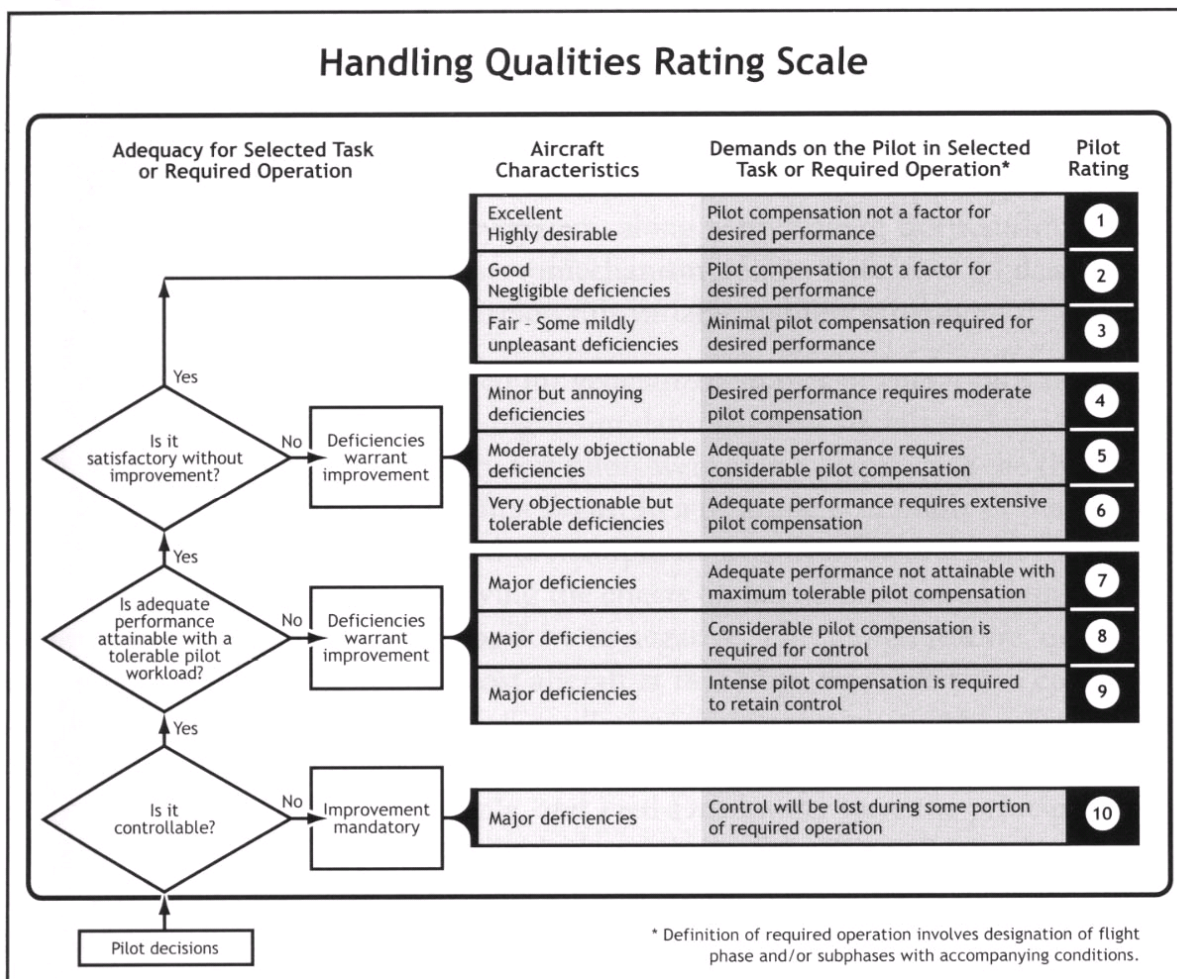 Handling Qualities Rating Scale
Adequacy for Selected Task
or Required Operation
Aircraft
Characteristics
Demands on the Pilot in Selected
Task or Required Operation*
Pilot
Rating
Excellent
Highly desirable
Pilot compensation not a factor for
desired performance
1
Good
Negligible deficiencies
Pilot compensation not a factor for
desired performance
2
Fair – Some mildly
unpleasant deficiencies
Minimal pilot compensation required for
desired performance
3
Yes
Is it
satisfactory without
improvement?
No
Deficiencies
warrant
improvement
Minor but annoying
deficiencies
Desired performance requires moderate
pilot compensation
4
Moderately objectionable
deficiencies
Adequate performance requires
considerable pilot compensation
5
Very objectionable but
tolerable deficiencies
Adequate performance requires extensive
pilot compensation
6
Yes
Is adequate
performance
attainable with a
tolerable pilot
workload?
No
Deficiencies
warrant
improvement
Major deficiencies
Adequate performance not attainable with
maximum tolerable pilot compensation
7
Major deficiencies
Considerable pilot compensation is
required for control
8
Major deficiencies
Intense pilot compensation is required
to retain control
9
Yes
Is it
controllable?
No
Improvement
mandatory
Major deficiencies
Control will be lost during some portion
of required operation
10
Pilot decisions
* Definition of required operation involves designation of flight
phase and/or subphases with accompanying conditions.